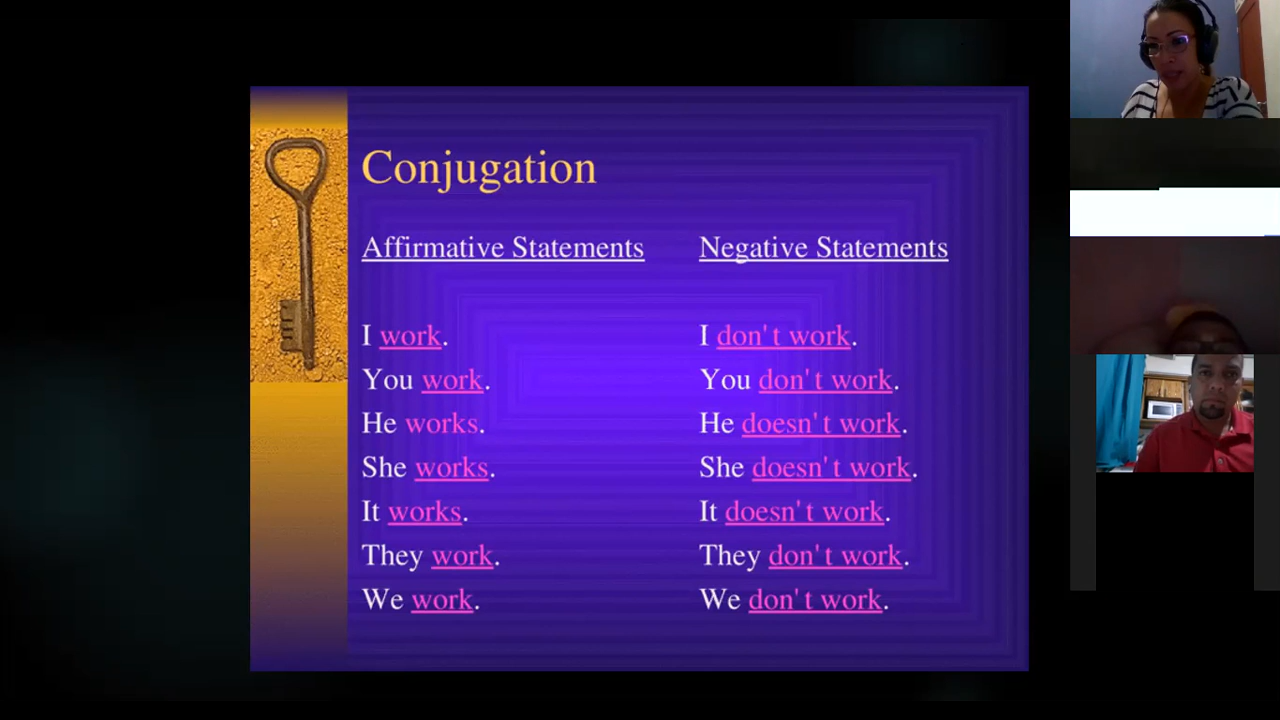 Conjugation
Affirmative Statements
I work.
You work.
He works.
She works.
It works.
They work.
We work.
Negative Statements
I don't work.
You don't work.
He doesn't work.
She doesn't work.
It doesn't work.
They don't work.
We don't work.